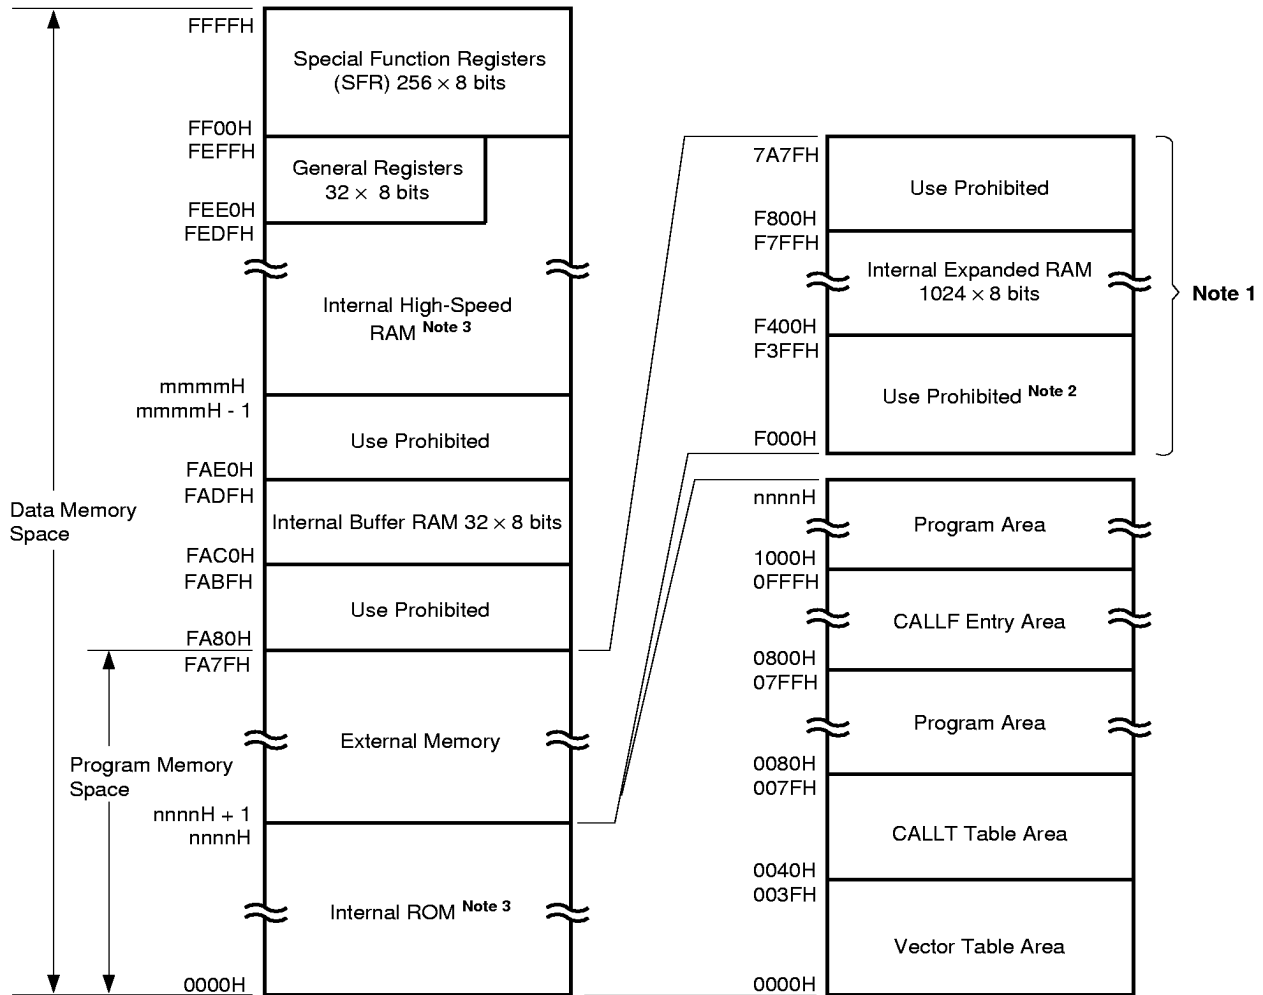 FFFFH
Special Function Registers
(SFR) 256 × 8 bits
FF00H
FEFFH
General Registers
32 × 8 bits
FEE0H
FEDFH
Internal High-Speed
RAM Note 3
mmmmH
mmmmH - 1
Use Prohibited
FAE0H
FADFH
Internal Buffer RAM 32 × 8 bits
FAC0H
FABFH
Use Prohibited
FA80H
FA7FH
External Memory
nnnnH + 1
nnnnH
Internal ROM Note 3
0000H
Data Memory
Space
Program Memory
Space
7A7FH
Use Prohibited
F800H
F7FFH
Internal Expanded RAM
1024 × 8 bits
F400H
F3FFH
Use Prohibited Note 2
F000H
Note 1
nnnnH
Program Area
1000H
0FFFH
CALLF Entry Area
0800H
07FFH
Program Area
0080H
007FH
CALLT Table Area
0040H
003FH
Vector Table Area
0000H